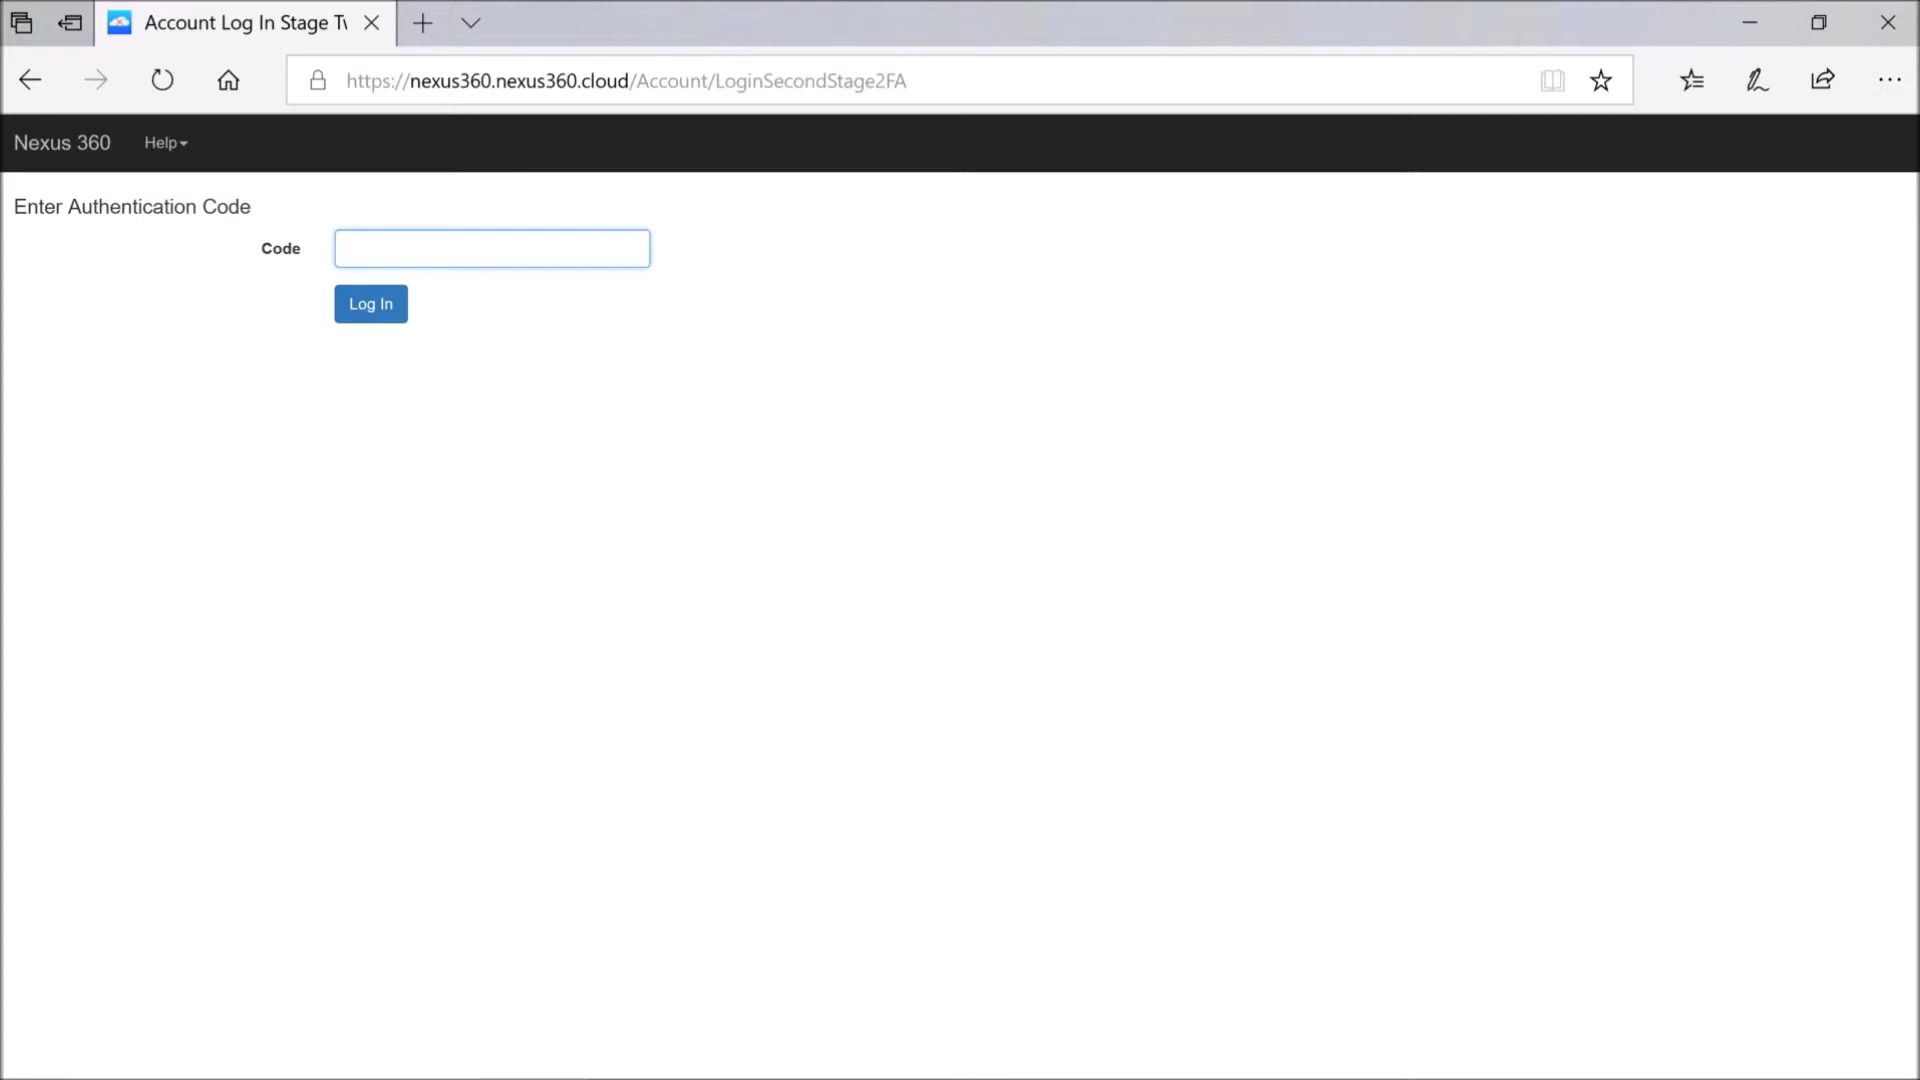 Account Log In Stage Tv
https://nexus360.nexus360.cloud/Account/LoginSecondStage2FA
Nexus 360 Help
Enter Authentication Code
Code
Log In